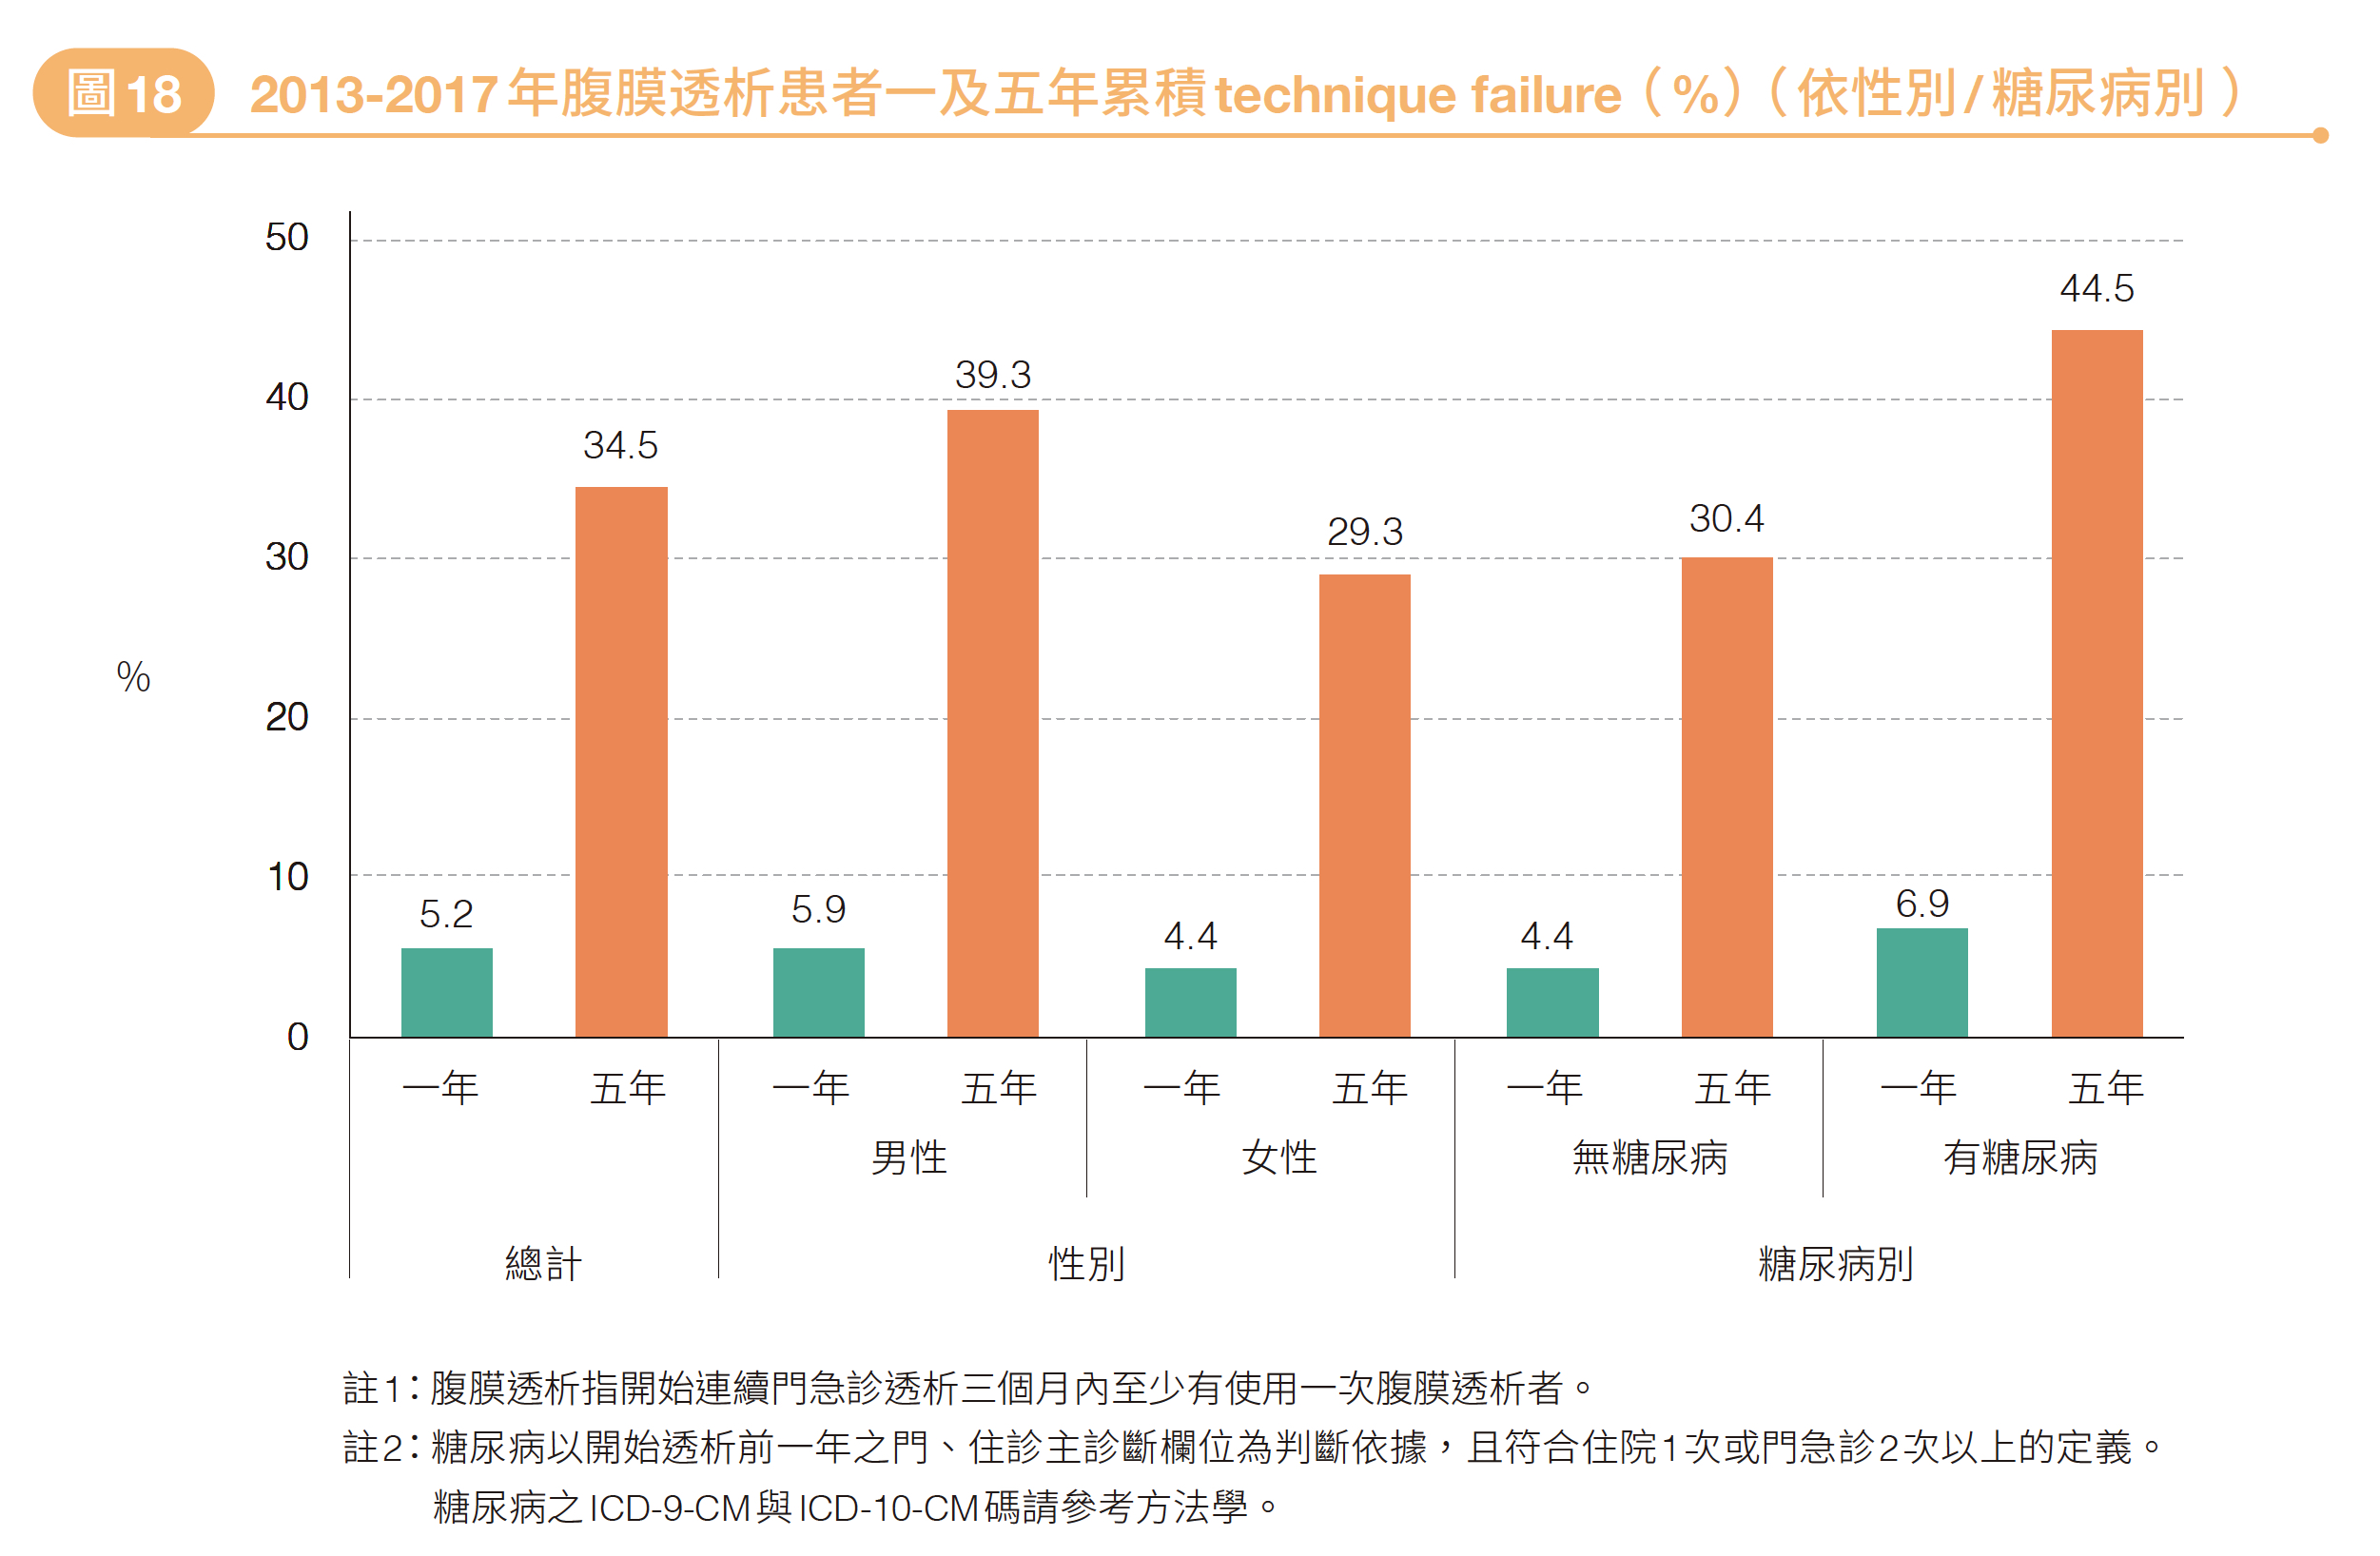 圖18 2013-2017年腹膜透析患者一及五年累積technique failure（%）（依性別/糖尿病別）
50
40
30
20
10
0
%
5.2
34.5
5.9
39.3
4.4
29.3
4.4
30.4
6.9
44.5
一年 五年 一年 五年 一年 五年 一年 五年 一年 五年
男性 女性 無糖尿病 有糖尿病
總計 性別 糖尿病別
註1：腹膜透析指開始連續門急診透析三個月內至少有使用一次腹膜透析者。
註2：糖尿病以開始透析前一年之門、住診主診斷欄位為判斷依據，且符合住院1次或門急診2次以上的定義。
糖尿病之ICD-9-CM與ICD-10-CM碼請參考方法學。